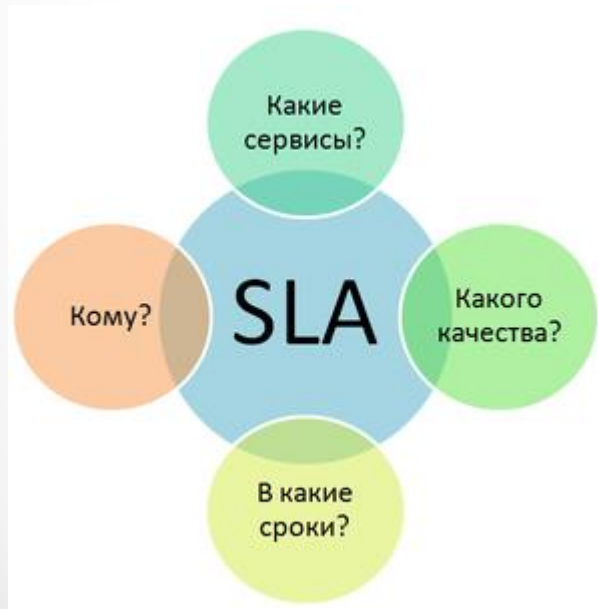 Какие
сервисы?
Кому?
SLA
Какого
качества?
В какие
сроки?